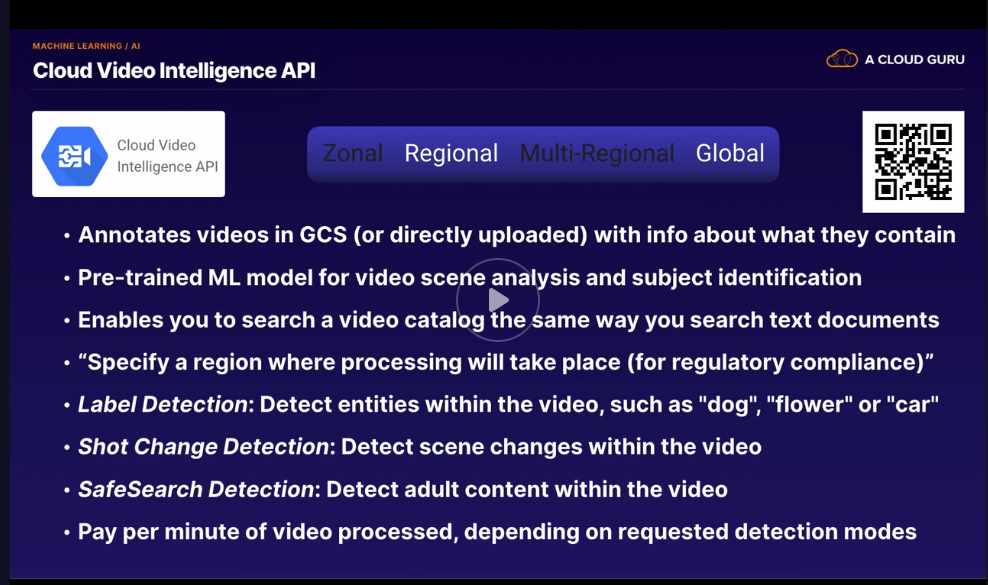 MACHINE LEARNING / AI
Cloud Video Intelligence API
A CLOUD GURU
Cloud Video
Intelligence API
Zonal Regional Multi-Regional Global
• Annotates videos in GCS (or directly uploaded) with info about what they contain
• Pre-trained ML model for video scene analysis and subject identification
• Enables you to search a video catalog the same way you search text documents
• “Specify a region where processing will take place (for regulatory compliance)”
• Label Detection: Detect entities within the video, such as "dog", "flower" or "car"
• Shot Change Detection: Detect scene changes within the video
• SafeSearch Detection: Detect adult content within the video
• Pay per minute of video processed, depending on requested detection modes